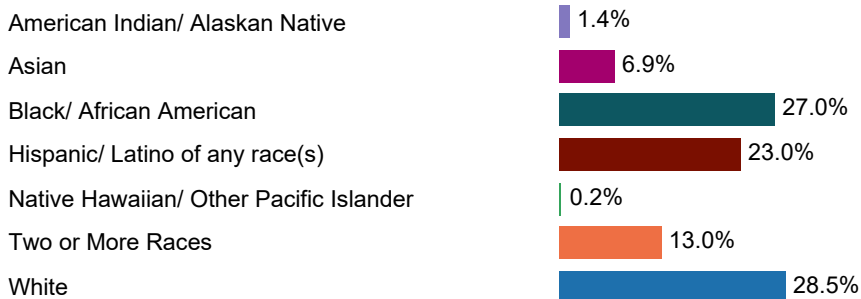 American Indian/ Alaskan Native 1.4%
Asian 6.9%
Black/ African American 27.0%
Hispanic/ Latino of any race(s) 23.0%
Native Hawaiian/ Other Pacific Islander 0.2%
Two or More Races 13.0%
White 28.5%